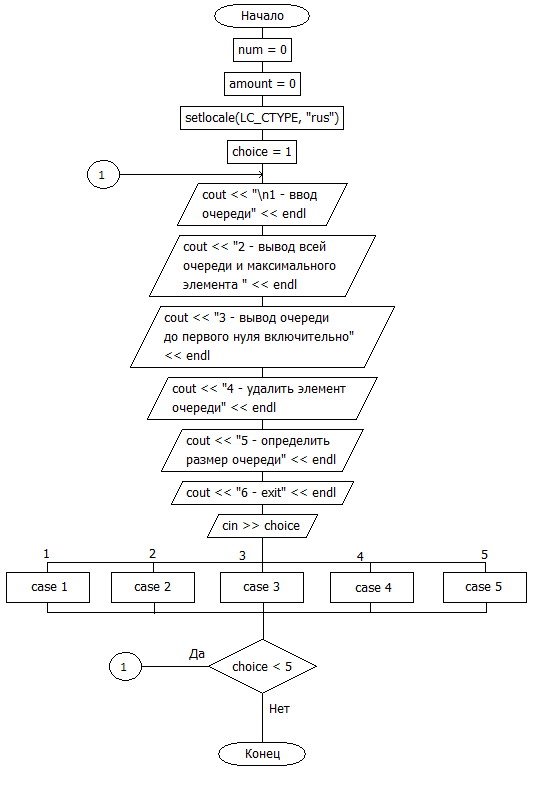 Начало
num = 0
amount = 0
setlocale(LC_CTYPE, "rus")
choice = 1
1
cout << "\n1 - ввод
очереди" << endl
cout << "2 - вывод всей
очереди и максимального
элемента " << endl
cout << "3 - вывод очереди
до первого нуля включительно"
<< endl
cout << "4 - удалить элемент
очереди" << endl
cout << "5 - определить
размер очереди" << endl
cout << "6 - exit" << endl
cin >> choice
1 2 3 4 5
case 1 case 2 case 3 case 4 case 5
Да
1 choice < 5
Нет
Конец